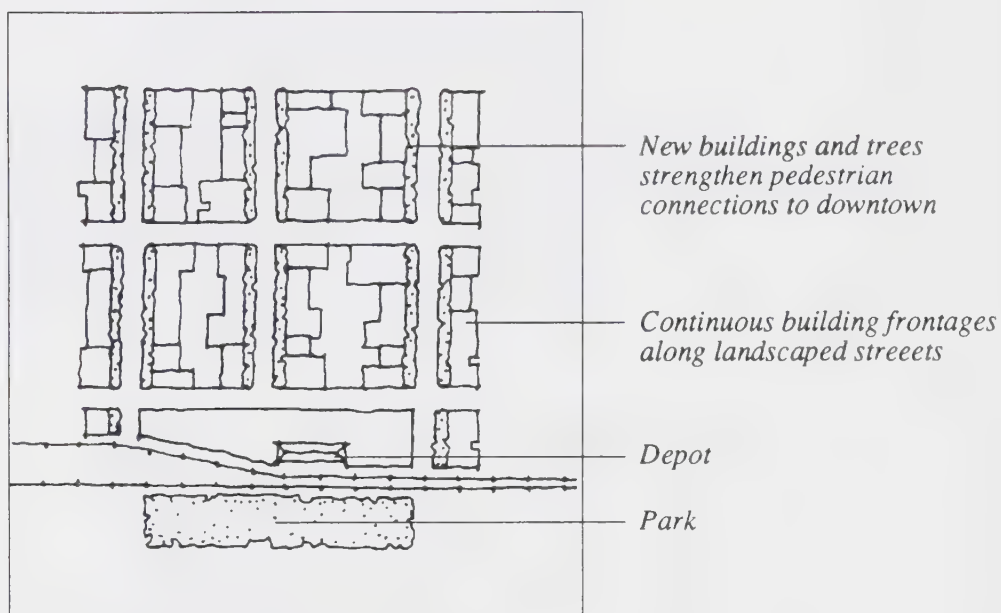 New buildings and trees
strengthen pedestrian
connections to downtown
Continuous building frontages
along landscaped streeets
Depot
Park